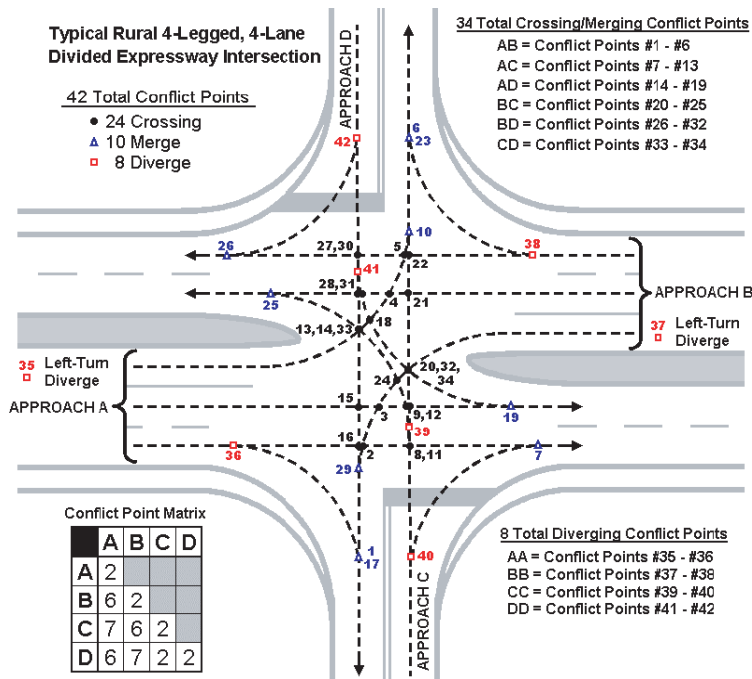 Typical Rural 4-Legged, 4-Lane
Divided Expressway Intersection
42 Total Conflict Points
24 Crossing
10 Merge
8 Diverge
34 Total Crossing/Merging Conflict Points
AB = Conflict Points #1 - #6
AC = Conflict Points #7 - #13
AD = Conflict Points #14 - #19
BC = Conflict Points #20 - #25
BD = Conflict Points #26 - #32
CD = Conflict Points #33 - #34
APPROACH D
42
6
23
10
26
27,30
5
22
38
41
28,31
25
4
21
APPROACH B
13,14,33
18
37 Left-Turn
Diverge
35 Left-Turn
Diverge
20,32,
34
24
APPROACH A
15
3
9,12
19
39
36
16
2
8,11
7
29
1
17
40
APPROACH C
Conflict Point Matrix
A B C D
A 2
B 6 2
C 7 6 2
D 6 7 2 2
8 Total Diverging Conflict Points
AA = Conflict Points #35 - #36
BB = Conflict Points #37 - #38
CC = Conflict Points #39 - #40
DD = Conflict Points #41 - #42